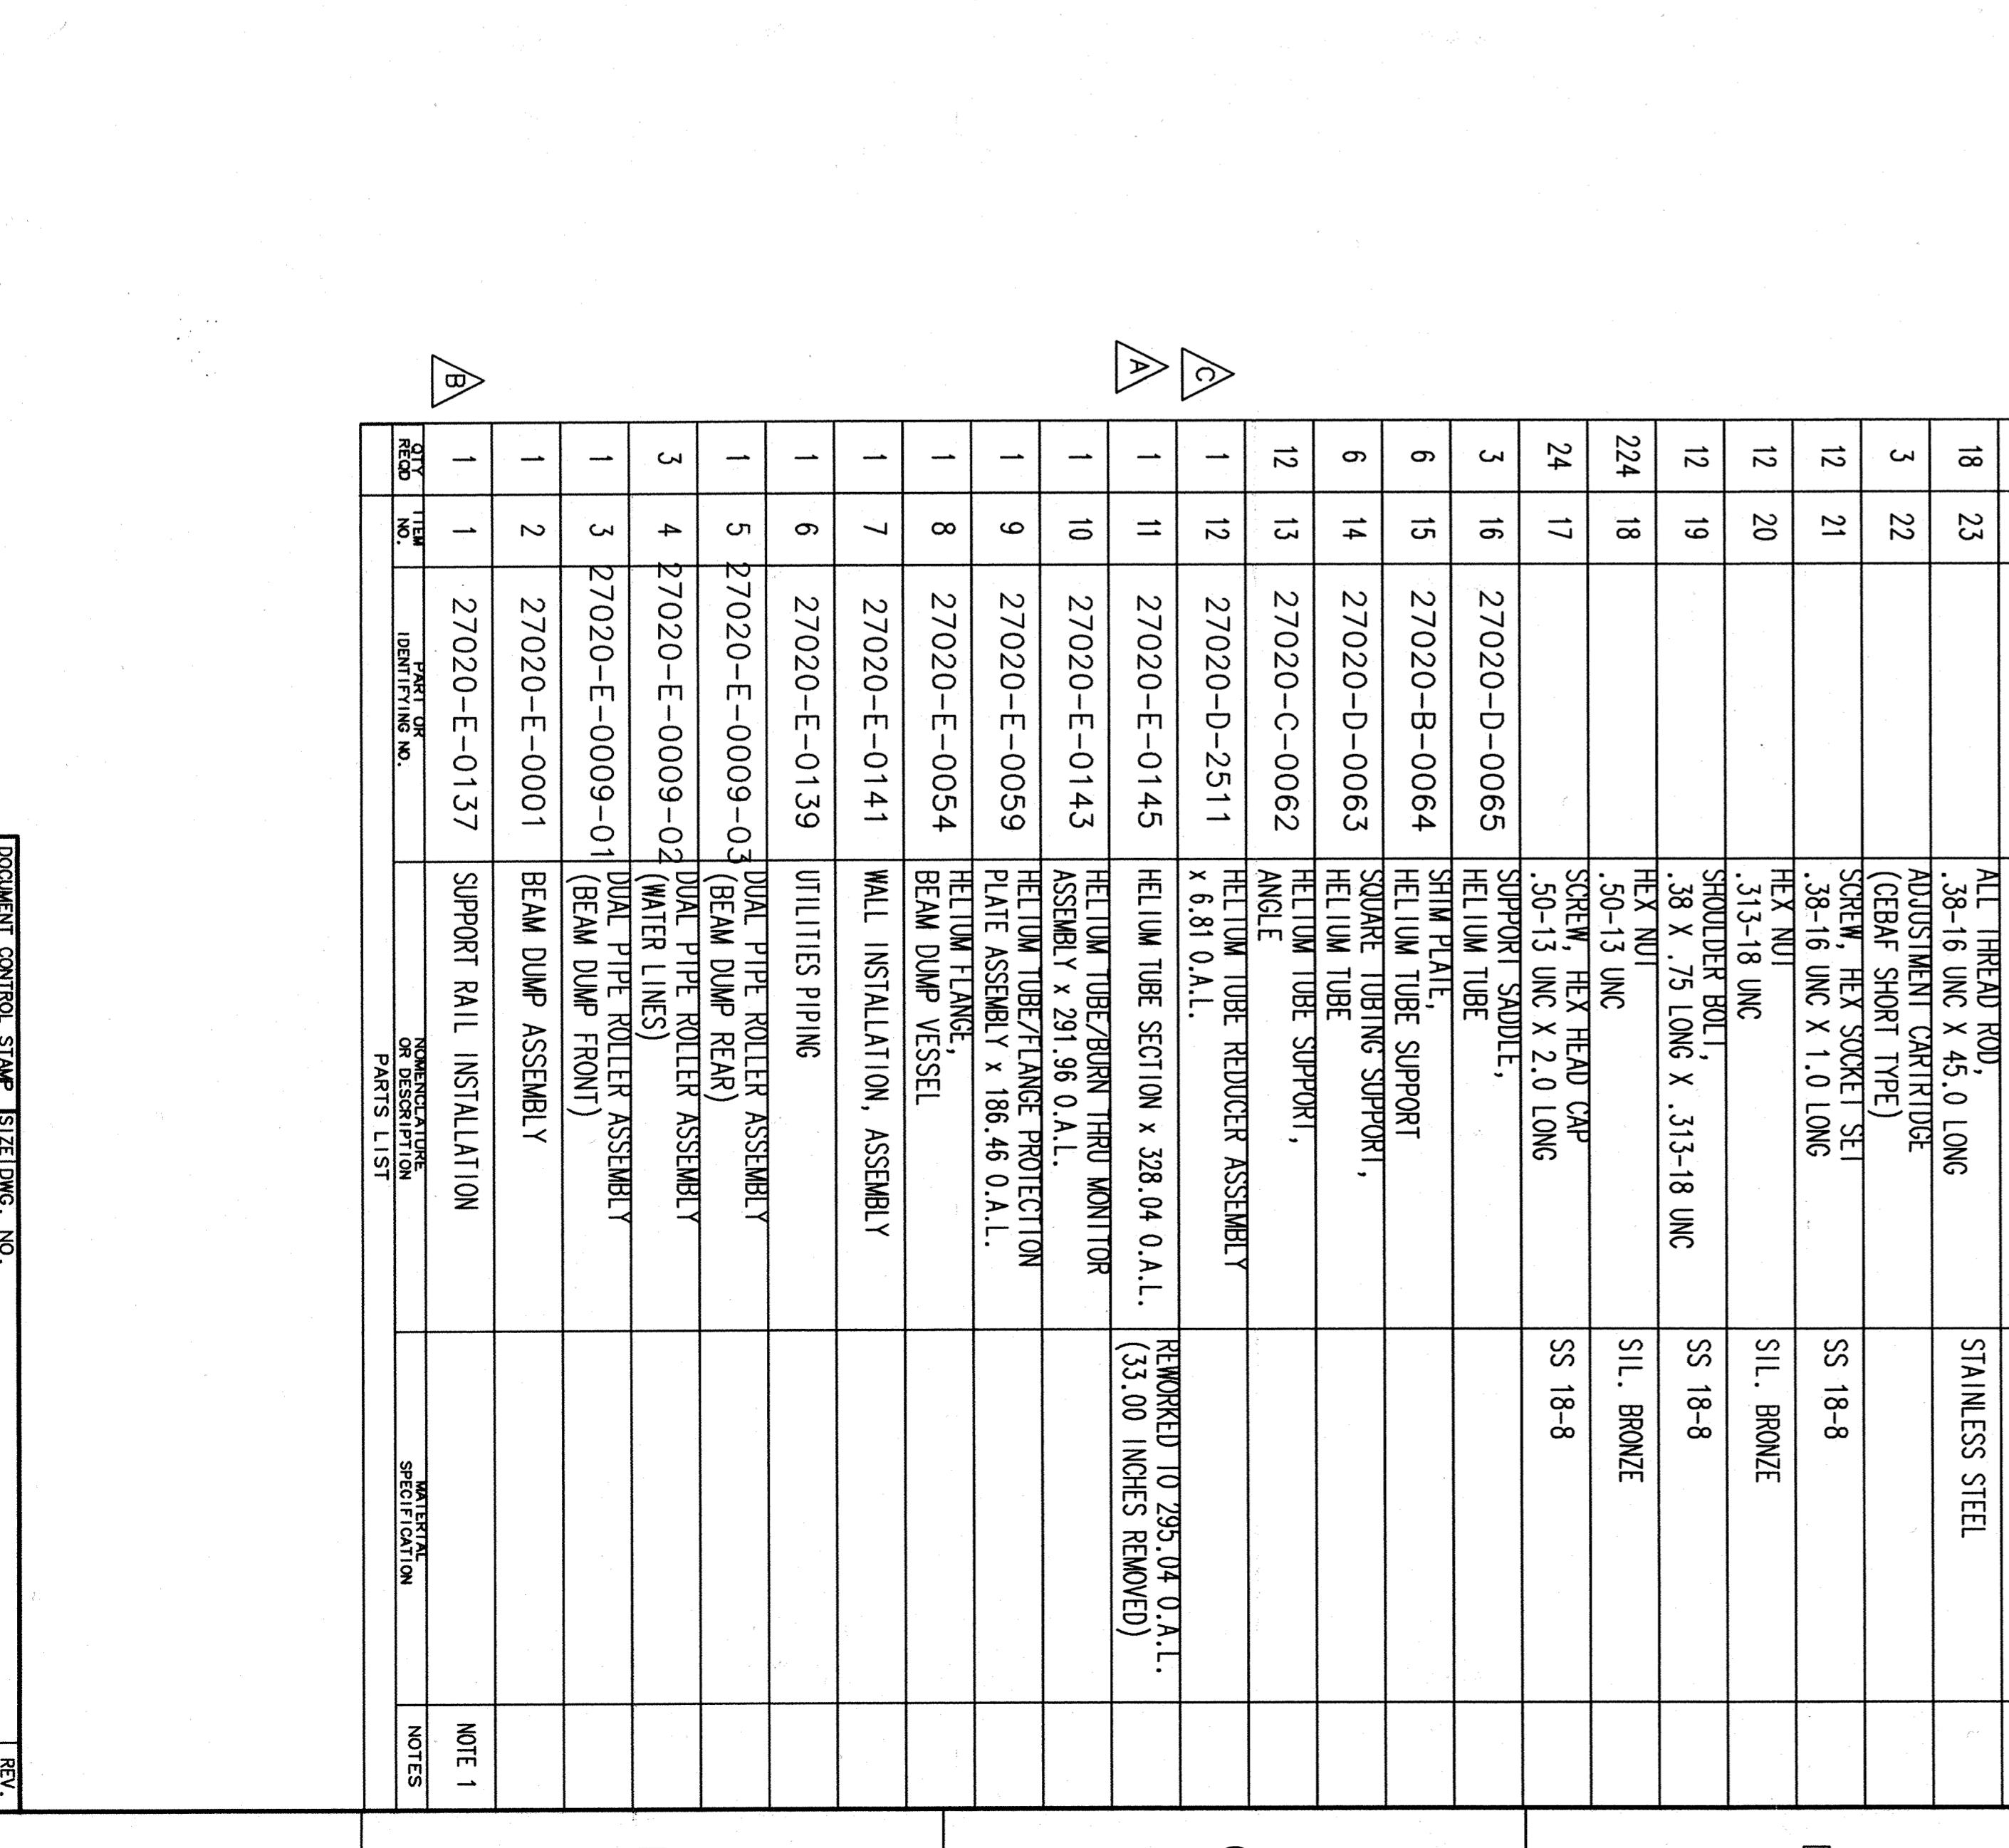 18 23 ALL THREAD ROD, STAINLESS STEEL
.38-16 UNC X 45.0 LONG
3 22 ADJUSTMENT CARTRIDGE
(CEBAF SHORT TYPE)
12 21 SCREW, HEX SOCKET SET SS 18-8
.38-16 UNC X 1.0 LONG
12 20 HEX NUT SIL. BRONZE
.313-18 UNC
12 19 SHOULDER BOLT, SS 18-8
.38 X .75 LONG X .313-18 UNC
224 18 HEX NUT SIL. BRONZE
.50-13 UNC
24 17 SCREW, HEX HEAD CAP SS 18-8
.50-13 UNC X 2.0 LONG
3 16 27020-D-0065 SUPPORT SADDLE,
HELIUM TUBE
6 15 27020-B-0064 SHIM PLATE,
HELIUM TUBE SUPPORT
6 14 27020-D-0063 SQUARE TUBING SUPPORT,
HELIUM TUBE
12 13 27020-C-0062 HELIUM TUBE SUPPORT,
ANGLE
C 1 12 27020-D-2511 HELIUM TUBE REDUCER ASSEMBLY
x 6.81 O.A.L.
A 1 11 27020-E-0145 HELIUM TUBE SECTION x 328.04 O.A.L. REWORKED TO 295.04 O.A.L.
(33.00 INCHES REMOVED)
1 10 27020-E-0143 HELIUM TUBE/BURN THRU MONITOR
ASSEMBLY x 291.96 O.A.L.
1 9 27020-E-0059 HELIUM TUBE/FLANGE PROTECTION
PLATE ASSEMBLY x 186.46 O.A.L.
1 8 27020-E-0054 HELIUM FLANGE,
BEAM DUMP VESSEL
1 7 27020-E-0141 WALL INSTALLATION, ASSEMBLY
1 6 27020-E-0139 UTILITIES PIPING
1 5 27020-E-0009-03 DUAL PIPE ROLLER ASSEMBLY
(BEAM DUMP REAR)
3 4 27020-E-0009-02 DUAL PIPE ROLLER ASSEMBLY
(WATER LINES)
1 3 27020-E-0009-01 DUAL PIPE ROLLER ASSEMBLY
(BEAM DUMP FRONT)
1 2 27020-E-0001 BEAM DUMP ASSEMBLY
B 1 1 27020-E-0137 SUPPORT RAIL INSTALLATION NOTE 1
QTY ITEM PART OR NOMENCLATURE MATERIAL NOTES
REQD NO. IDENTIFYING NO. OR DESCRIPTION SPECIFICATION
PARTS LIST
DOCUMENT CONTROL STAMP SIZE DWG. NO. REV.